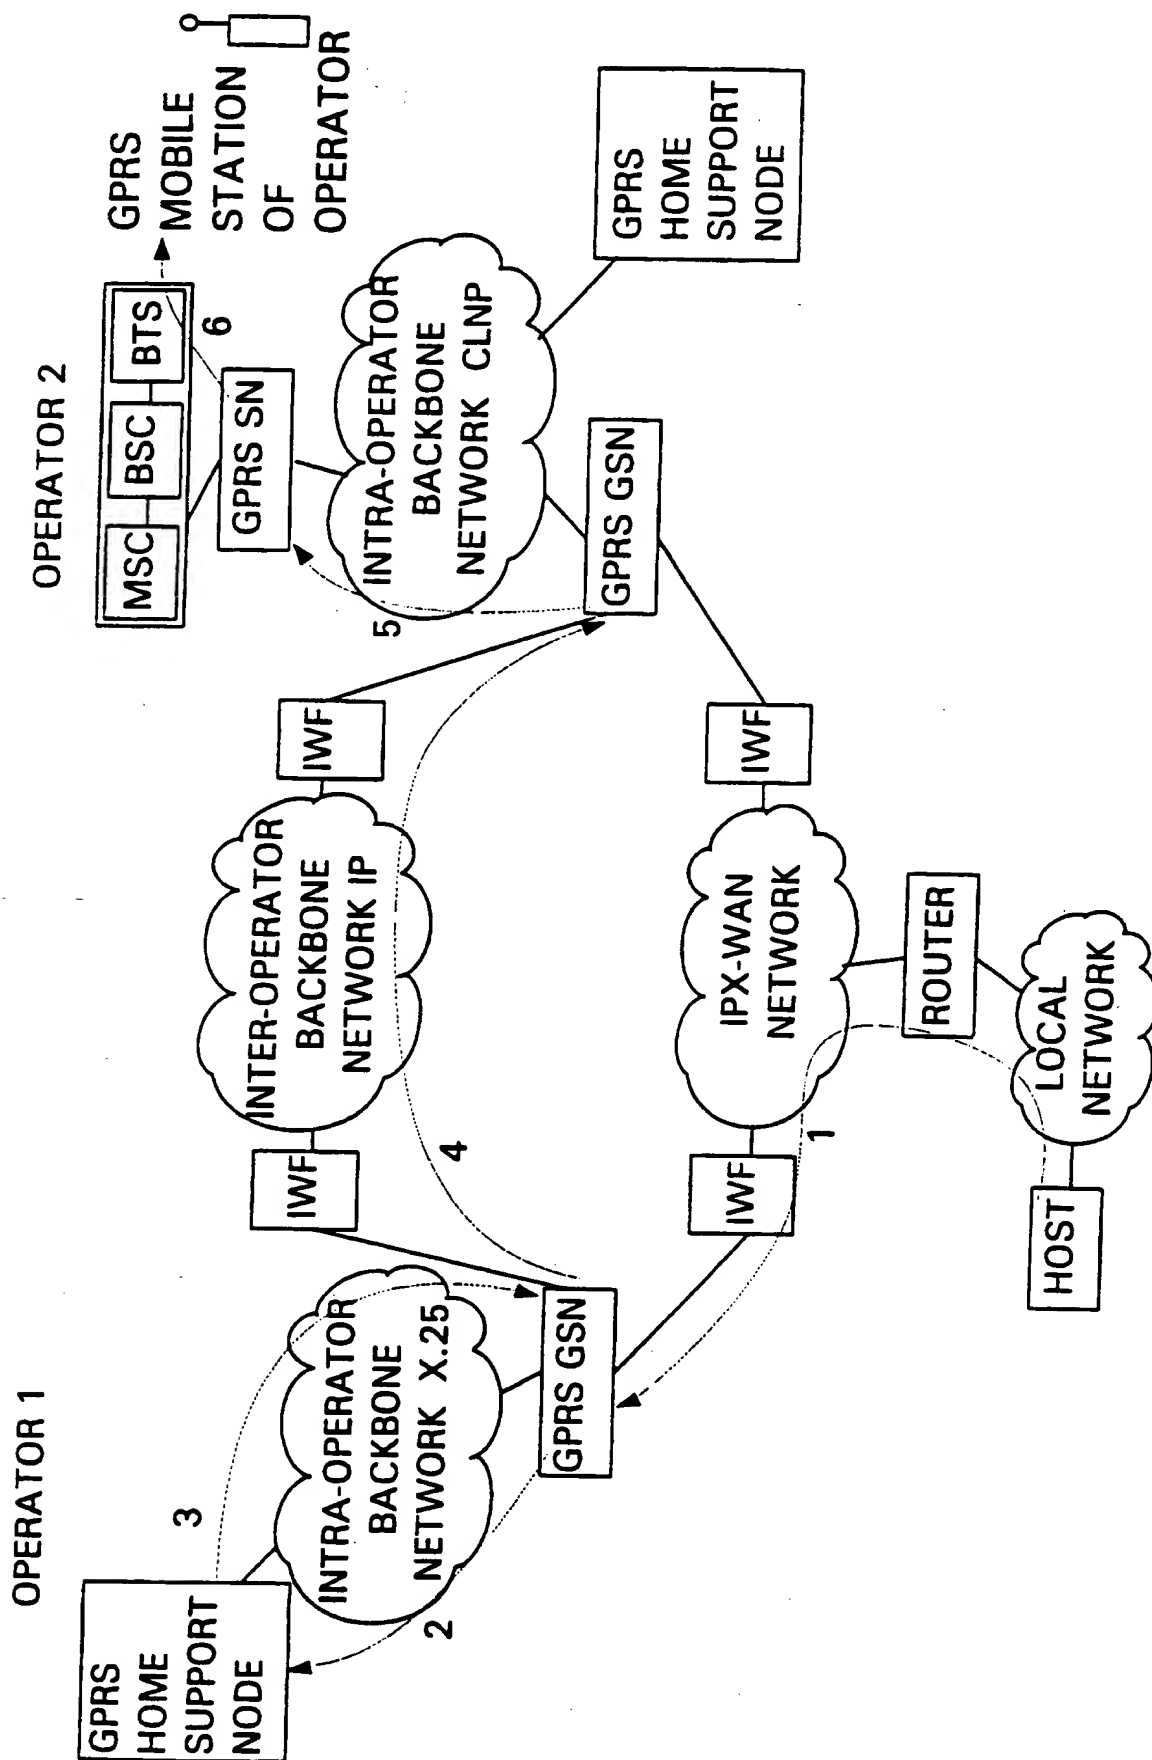 OPERATOR 1
OPERATOR 2
GPRS
HOME
SUPPORT
NODE
3
2
INTRA-OPERATOR
BACKBONE
NETWORK X.25
GPRS GSN
IWF
4
INTER-OPERATOR
BACKBONE
NETWORK IP
IWF
5
MSC
BSC
BTS
6
GPRS SN
GPRS
MOBILE
STATION
OF
OPERATOR
INTRA-OPERATOR
BACKBONE
NETWORK CLNP
GPRS GSN
GPRS
HOME
SUPPORT
NODE
IWF
1
IPX-WAN
NETWORK
IWF
ROUTER
HOST
LOCAL
NETWORK